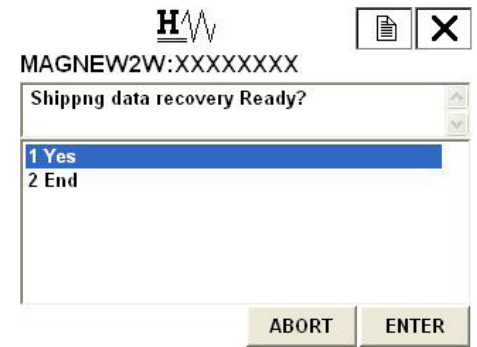 H
MAGNEW2W:XXXXXXXX
Shippng data recovery Ready?
1 Yes
2 End
ABORT ENTER